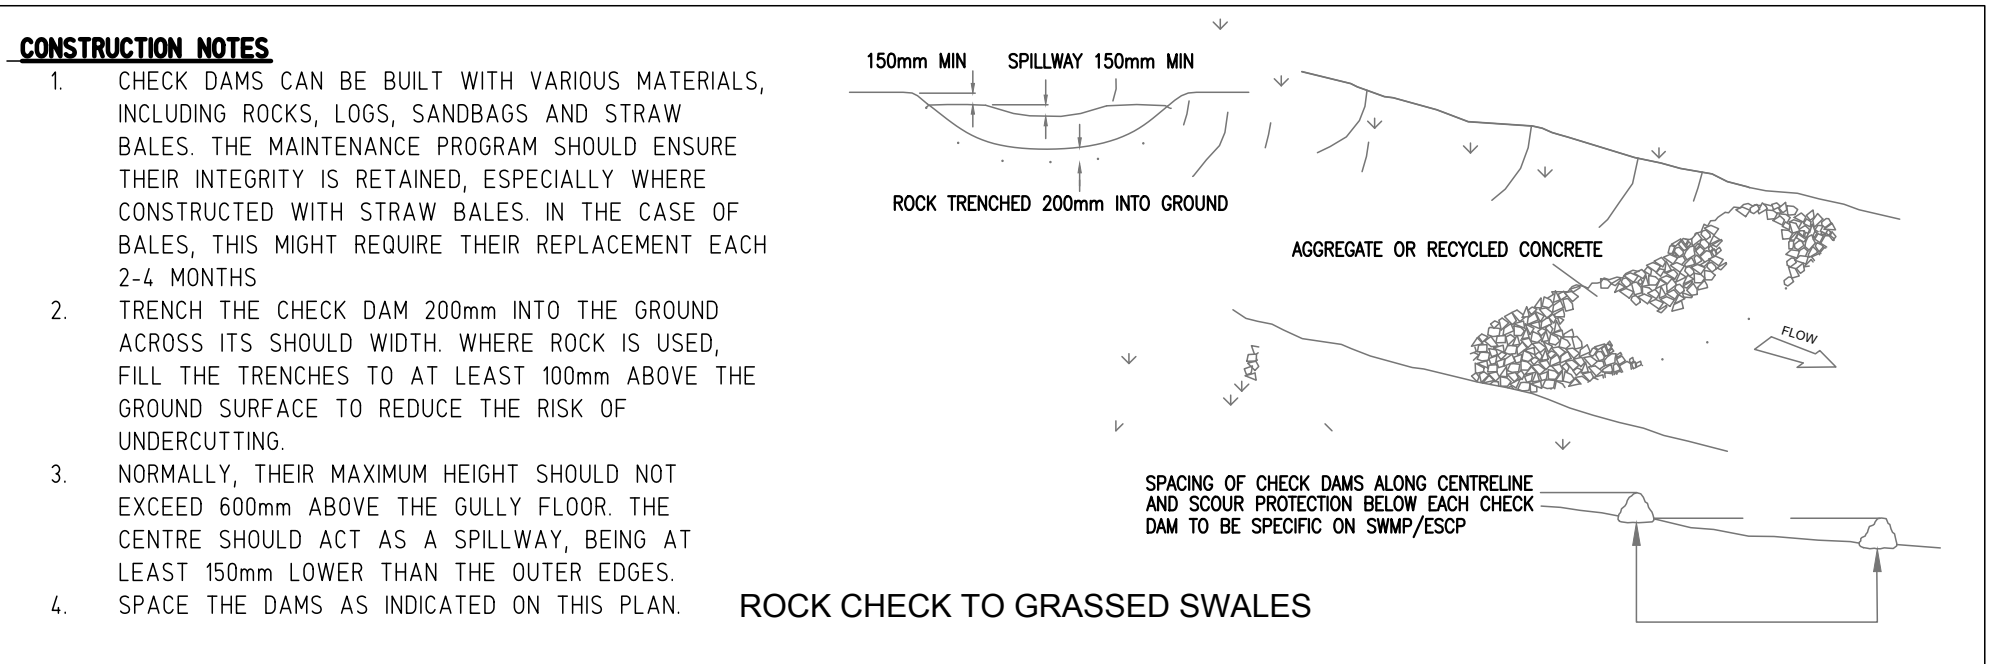 CONSTRUCTION NOTES
1. CHECK DAMS CAN BE BUILT WITH VARIOUS MATERIALS,
INCLUDING ROCKS, LOGS, SANDBAGS AND STRAW
BALES. THE MAINTENANCE PROGRAM SHOULD ENSURE
THEIR INTEGRITY IS RETAINED, ESPECIALLY WHERE
CONSTRUCTED WITH STRAW BALES. IN THE CASE OF
BALES, THIS MIGHT REQUIRE THEIR REPLACEMENT EACH
2-4 MONTHS
2. TRENCH THE CHECK DAM 200mm INTO THE GROUND
ACROSS ITS SHOULD WIDTH. WHERE ROCK IS USED,
FILL THE TRENCHES TO AT LEAST 100mm ABOVE THE
GROUND SURFACE TO REDUCE THE RISK OF
UNDERCUTTING.
3. NORMALLY, THEIR MAXIMUM HEIGHT SHOULD NOT
EXCEED 600mm ABOVE THE GULLY FLOOR. THE
CENTRE SHOULD ACT AS A SPILLWAY, BEING AT
LEAST 150mm LOWER THAN THE OUTER EDGES.
4. SPACE THE DAMS AS INDICATED ON THIS PLAN.
150mm MIN
SPILLWAY 150mm MIN
ROCK TRENCHED 200mm INTO GROUND
AGGREGATE OR RECYCLED CONCRETE
FLOW
SPACING OF CHECK DAMS ALONG CENTRELINE
AND SCOUR PROTECTION BELOW EACH CHECK
DAM TO BE SPECIFIC ON SWMP/ESCP
ROCK CHECK TO GRASSED SWALES